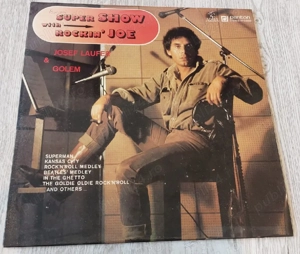 SUPER SHOW
with
ROCKIN' JOE
JOSEF LAUFER
&
GOLEM
PANTON
SUPERMAN
KANSAS CITY
ROCK'N'ROLL MEDLEY
BEATLES' MEDLEY
IN THE GHETTO
THE GOLDIE OLDIE ROCK'N'ROLL
AND OTHERS